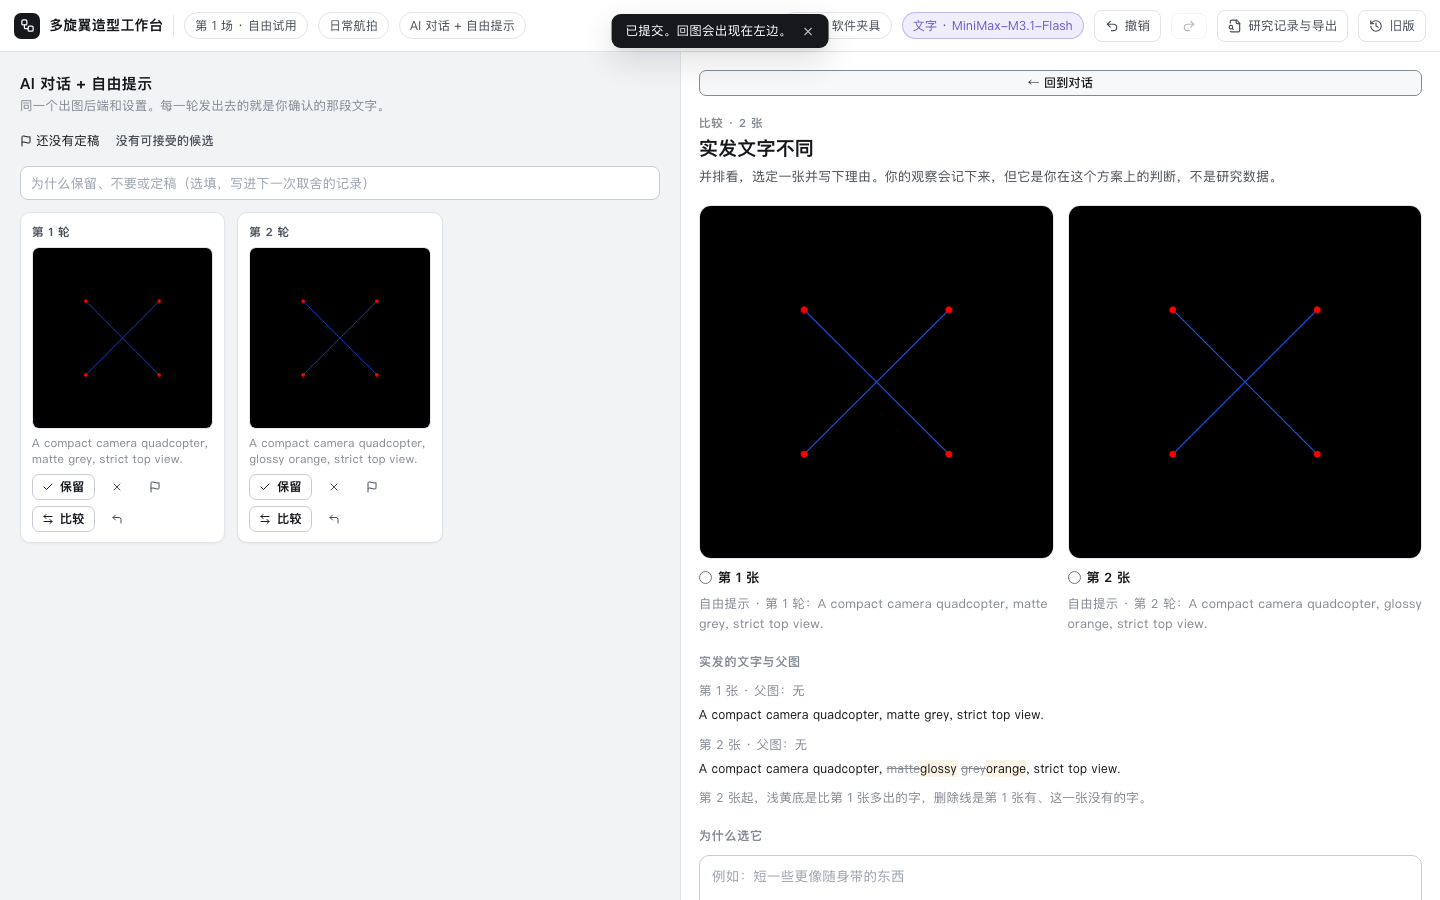 多旋翼造型工作台
第 1 场 · 自由试用
日常航拍
AI 对话 + 自由提示
已提交。回图会出现在左边。
软件夹具
文字 · MiniMax-M3.1-Flash
撤销
研究记录与导出
旧版
AI 对话 + 自由提示
同一个出图后端和设置。每一轮发出去的就是你确认的那段文字。
还没有定稿 没有可接受的候选
为什么保留、不要或定稿（选填，写进下一次取舍的记录）
第 1 轮
A compact camera quadcopter,
matte grey, strict top view.
保留
比较
第 2 轮
A compact camera quadcopter,
glossy orange, strict top view.
保留
比较
← 回到对话
比较 · 2 张
实发文字不同
并排看，选定一张并写下理由。你的观察会记下来，但它是你在这个方案上的判断，不是研究数据。
第 1 张
自由提示 · 第 1 轮：A compact camera quadcopter, matte
grey, strict top view.
第 2 张
自由提示 · 第 2 轮：A compact camera quadcopter, glossy
orange, strict top view.
实发的文字与父图
第 1 张 · 父图：无
A compact camera quadcopter, matte grey, strict top view.
第 2 张 · 父图：无
A compact camera quadcopter, matteglossy greyorange, strict top view.
第 2 张起，浅黄底是比第 1 张多出的字，删除线是第 1 张有、这一张没有的字。
为什么选它
例如：短一些更像随身带的东西